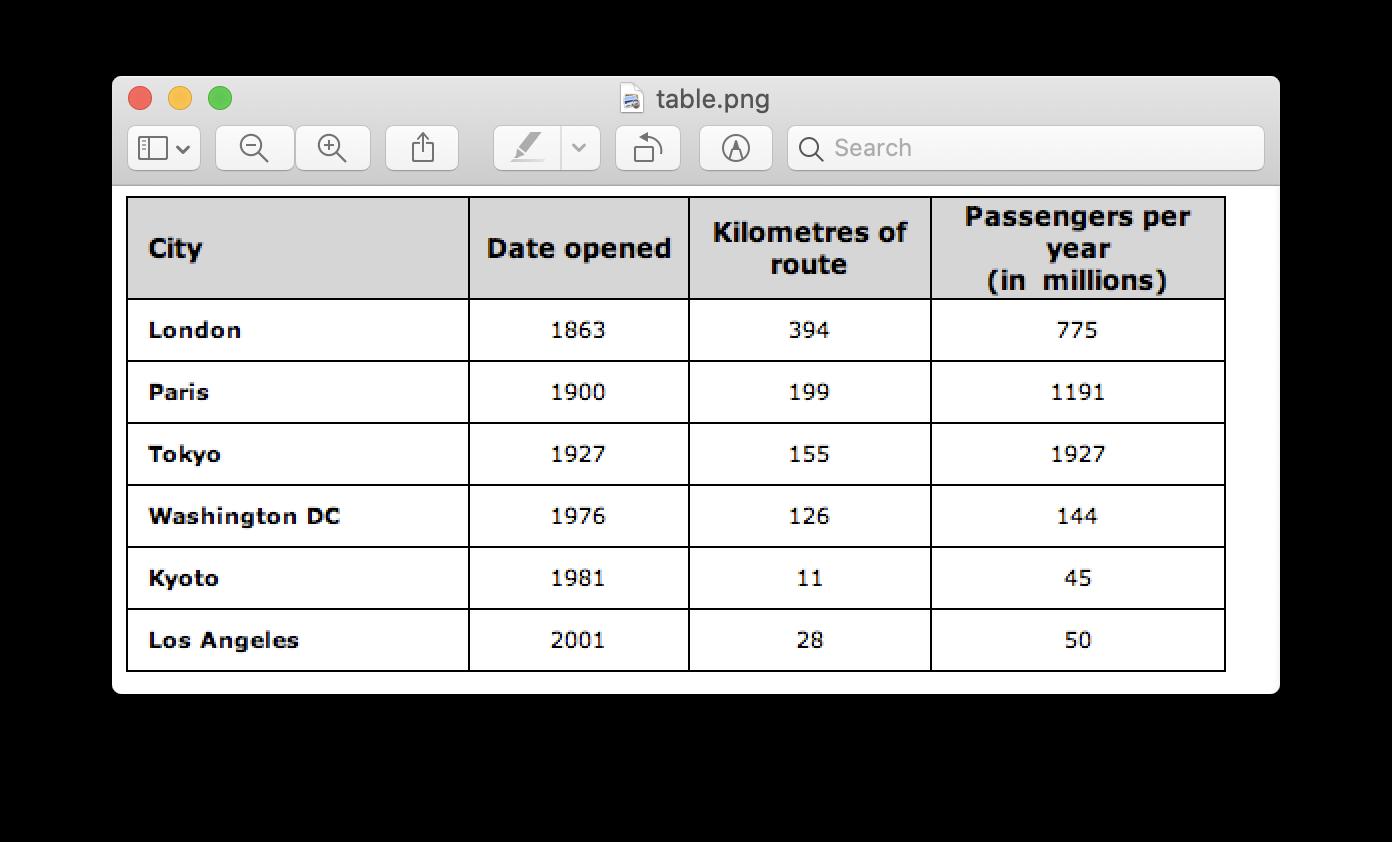 table.png
Search
City Date opened Kilometres of route Passengers per year (in millions)
London 1863 394 775
Paris 1900 199 1191
Tokyo 1927 155 1927
Washington DC 1976 126 144
Kyoto 1981 11 45
Los Angeles 2001 28 50